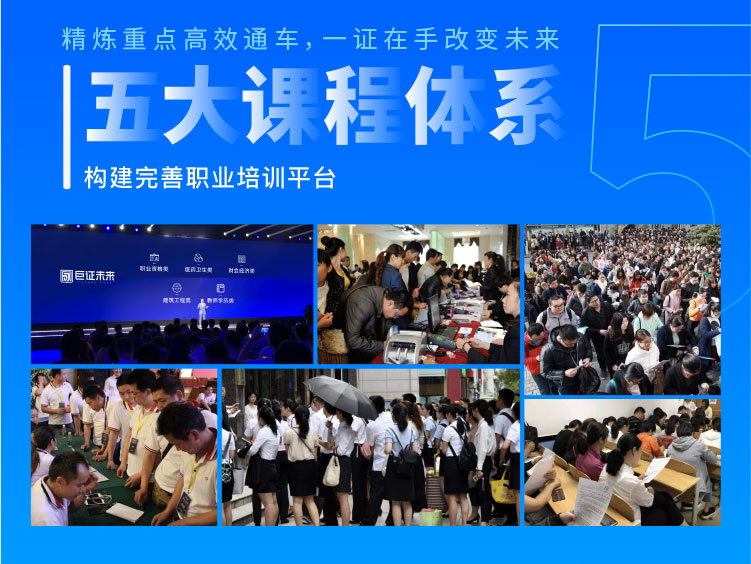 精炼重点高效通车，一证在手改变未来
五大课程体系
构建完善职业培训平台
5
巨证未来
职业资格类
医药卫生类
财会经济类
建筑工程类
教师学历类